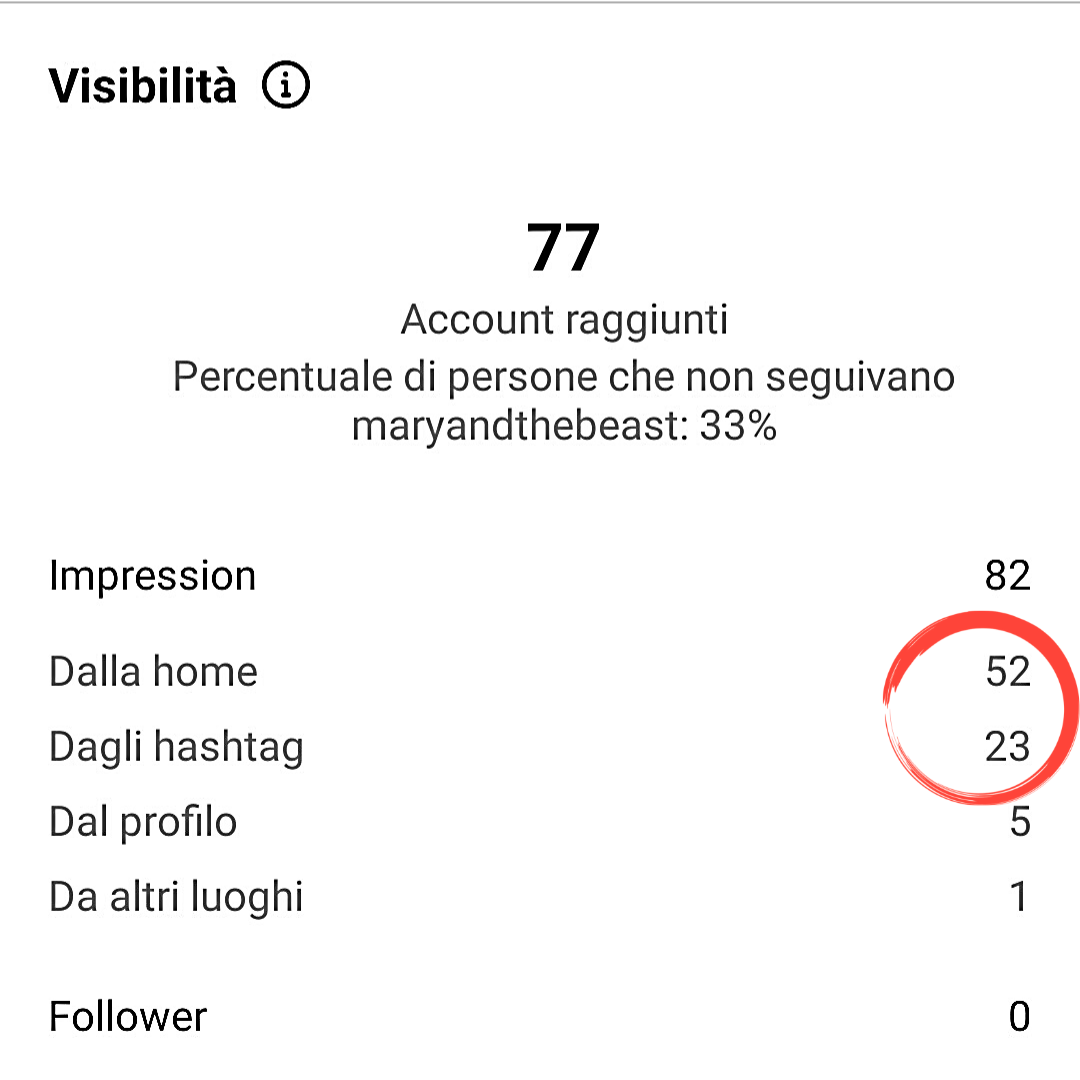 Visibilità
77
Account raggiunti
Percentuale di persone che non seguivano
maryandthebeast: 33%
Impression 82
Dalla home 52
Dagli hashtag 23
Dal profilo 5
Da altri luoghi 1
Follower 0